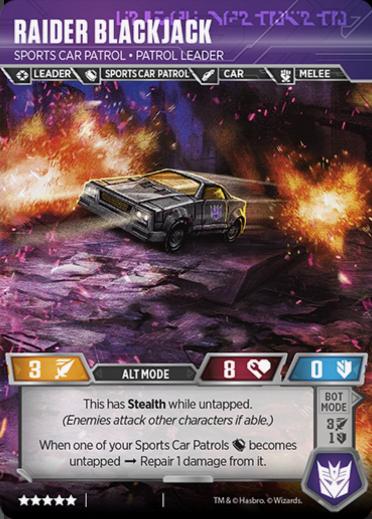 RAIDER BLACKJACK
SPORTS CAR PATROL • PATROL LEADER
LEADER SPORTS CAR PATROL CAR MELEE
3 ALT MODE 8 0
This has Stealth while untapped.
(Enemies attack other characters if able.)
When one of your Sports Car Patrols becomes
untapped → Repair 1 damage from it.
BOT
MODE
3
1
★★★★★
TM & © Hasbro. © Wizards.